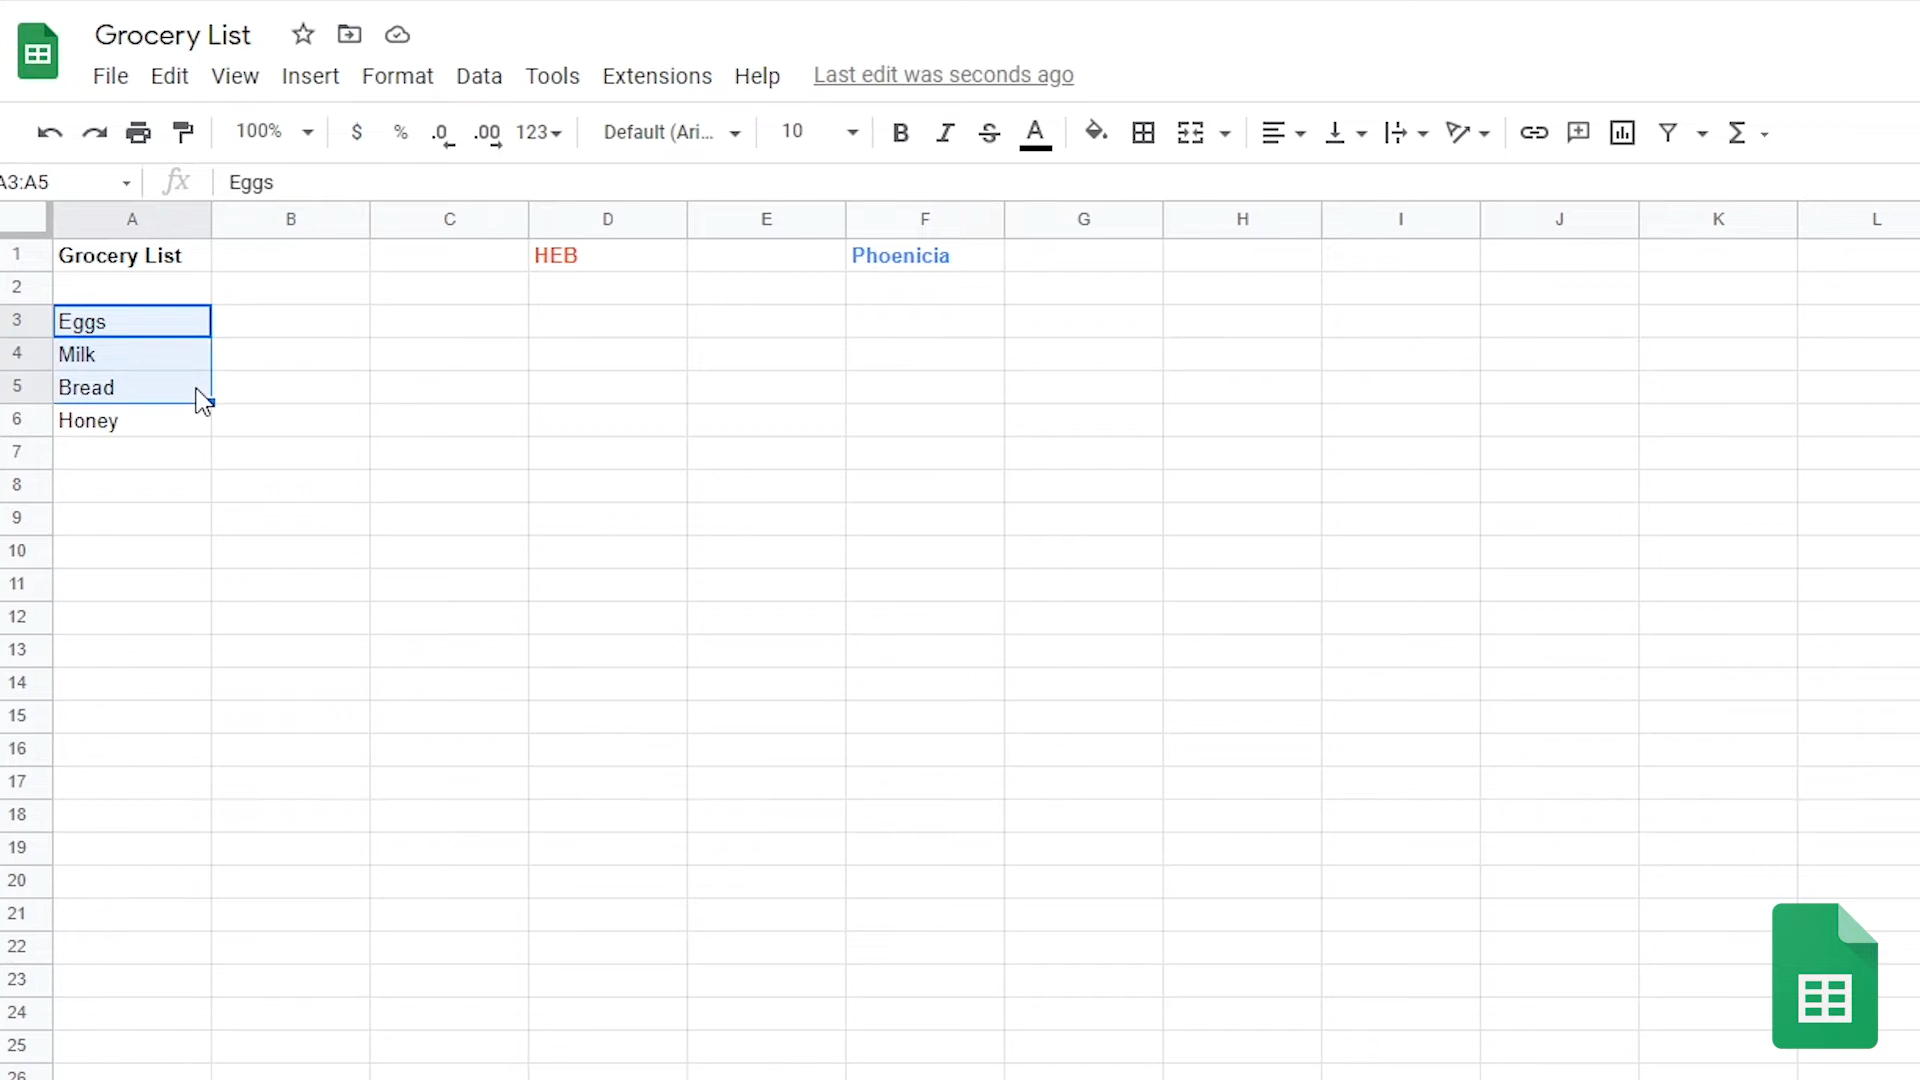 Grocery List
File Edit View Insert Format Data Tools Extensions Help Last edit was seconds ago
100% $ % .0 .00 123 Default (Ari... 10 B I S A Σ
A3:A5 fx Eggs
A B C D E F G H I J K L
1 Grocery List HEB Phoenicia
2
3 Eggs
4 Milk
5 Bread
6 Honey
7
8
9
10
11
12
13
14
15
16
17
18
19
20
21
22
23
24
25
26